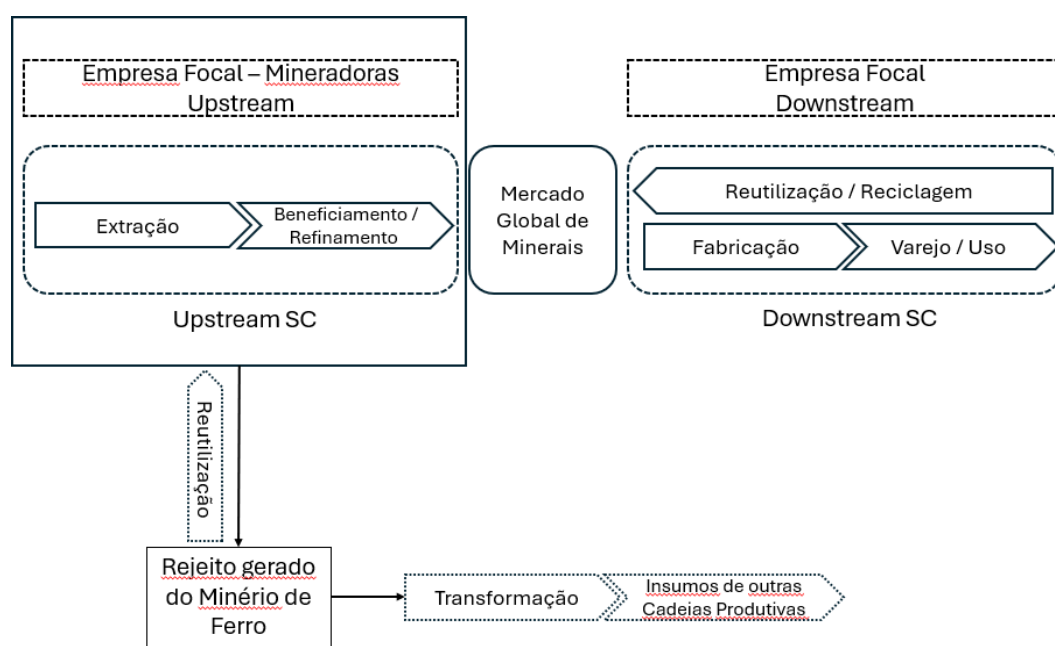 Empresa Focal – Mineradoras
Upstream
Empresa Focal
Downstream
Extração
Beneficiamento /
Refinamento
Mercado
Global de
Minerais
Reutilização / Reciclagem
Fabricação
Varejo / Uso
Upstream SC
Downstream SC
Reutilização
Rejeito gerado
do Minério de
Ferro
Transformação
Insumos de outras
Cadeias Produtivas